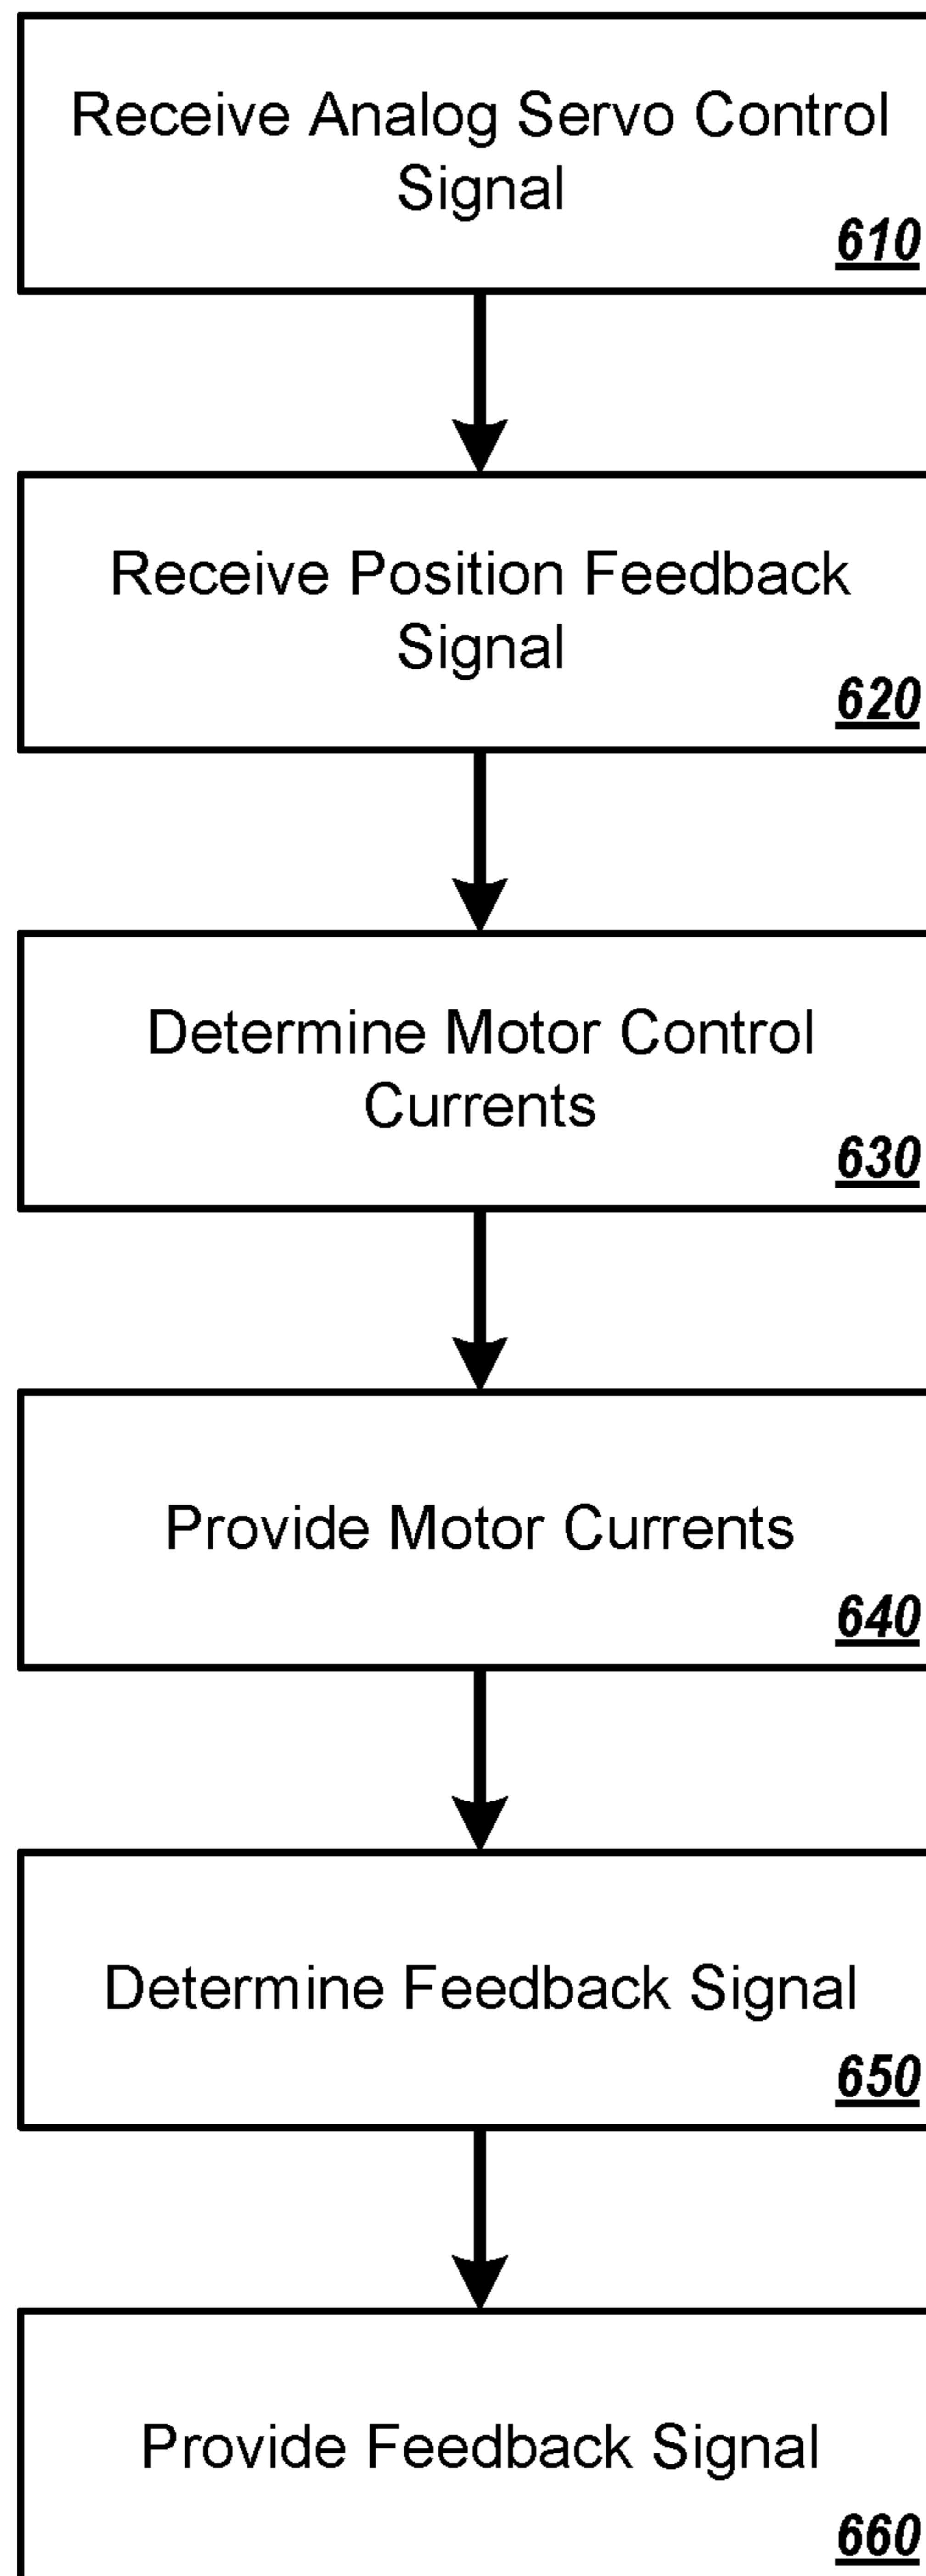 Receive Analog Servo Control
Signal
610
Receive Position Feedback
Signal
620
Determine Motor Control
Currents
630
Provide Motor Currents
640
Determine Feedback Signal
650
Provide Feedback Signal
660